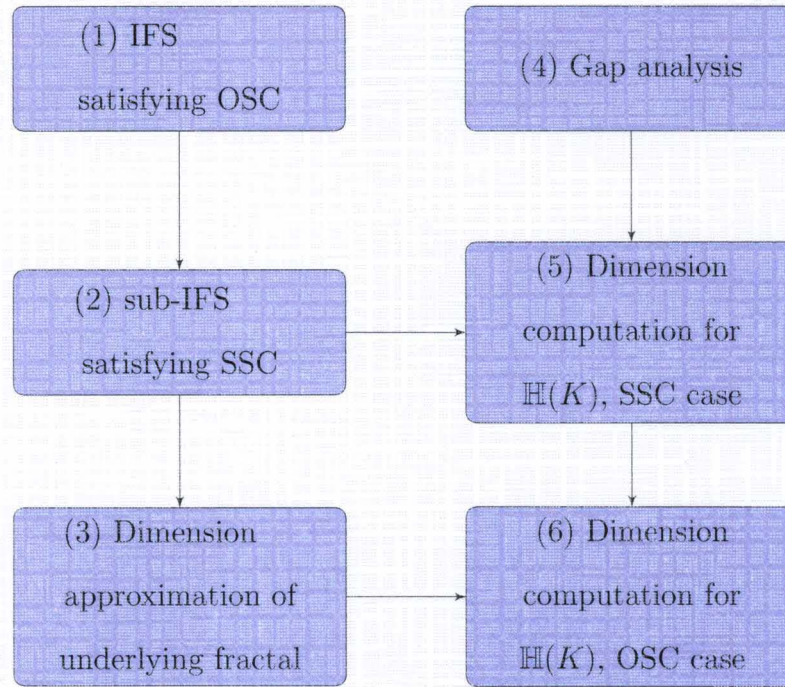 (1) IFS
satisfying OSC
(2) sub-IFS
satisfying SSC
(3) Dimension
approximation of
underlying fractal
(4) Gap analysis
(5) Dimension
computation for
ℍ(K), SSC case
(6) Dimension
computation for
ℍ(K), OSC case